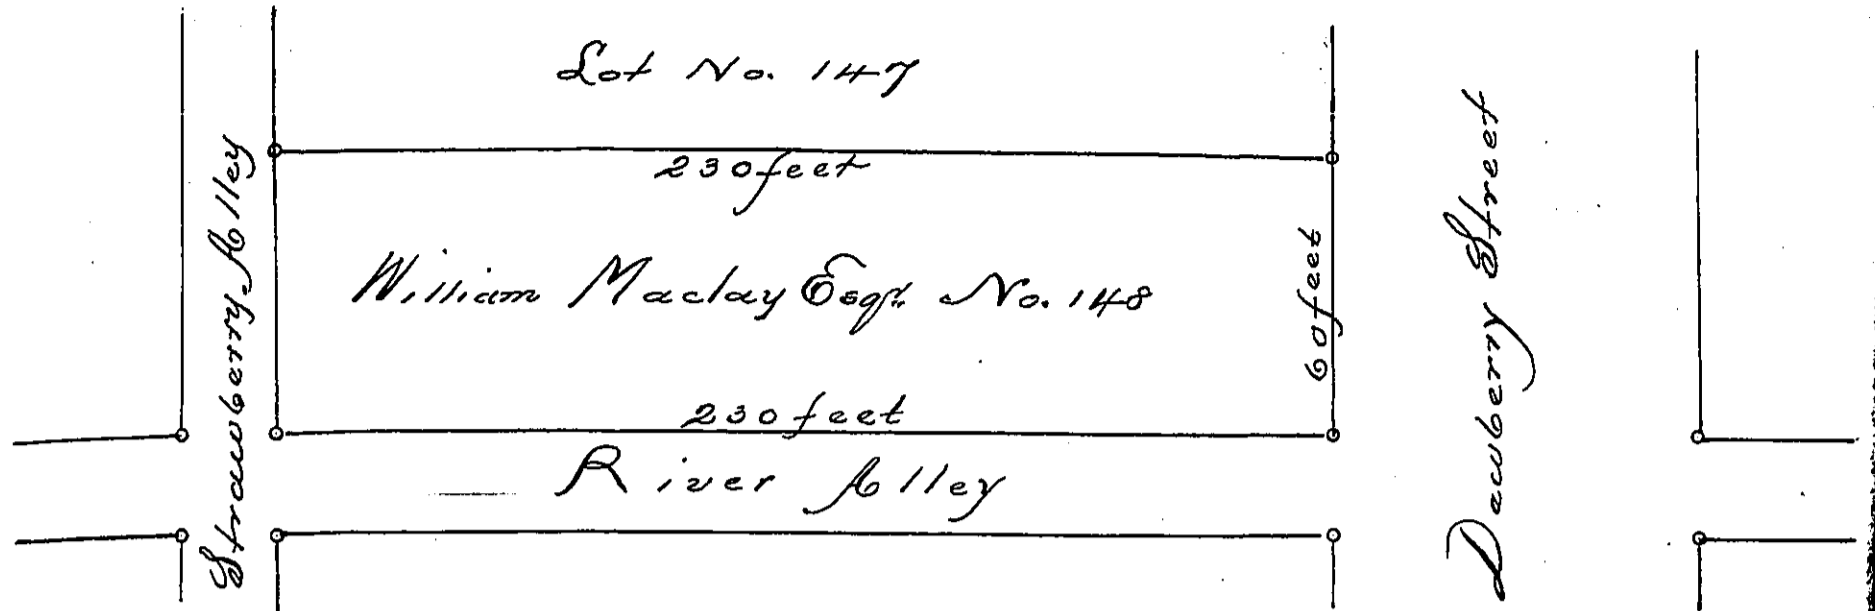 Lot No. 147
230 feet
William Maclay Esqr. No. 148
60 feet
230 feet
River Alley
Strawberry Alley
Dawberry Street